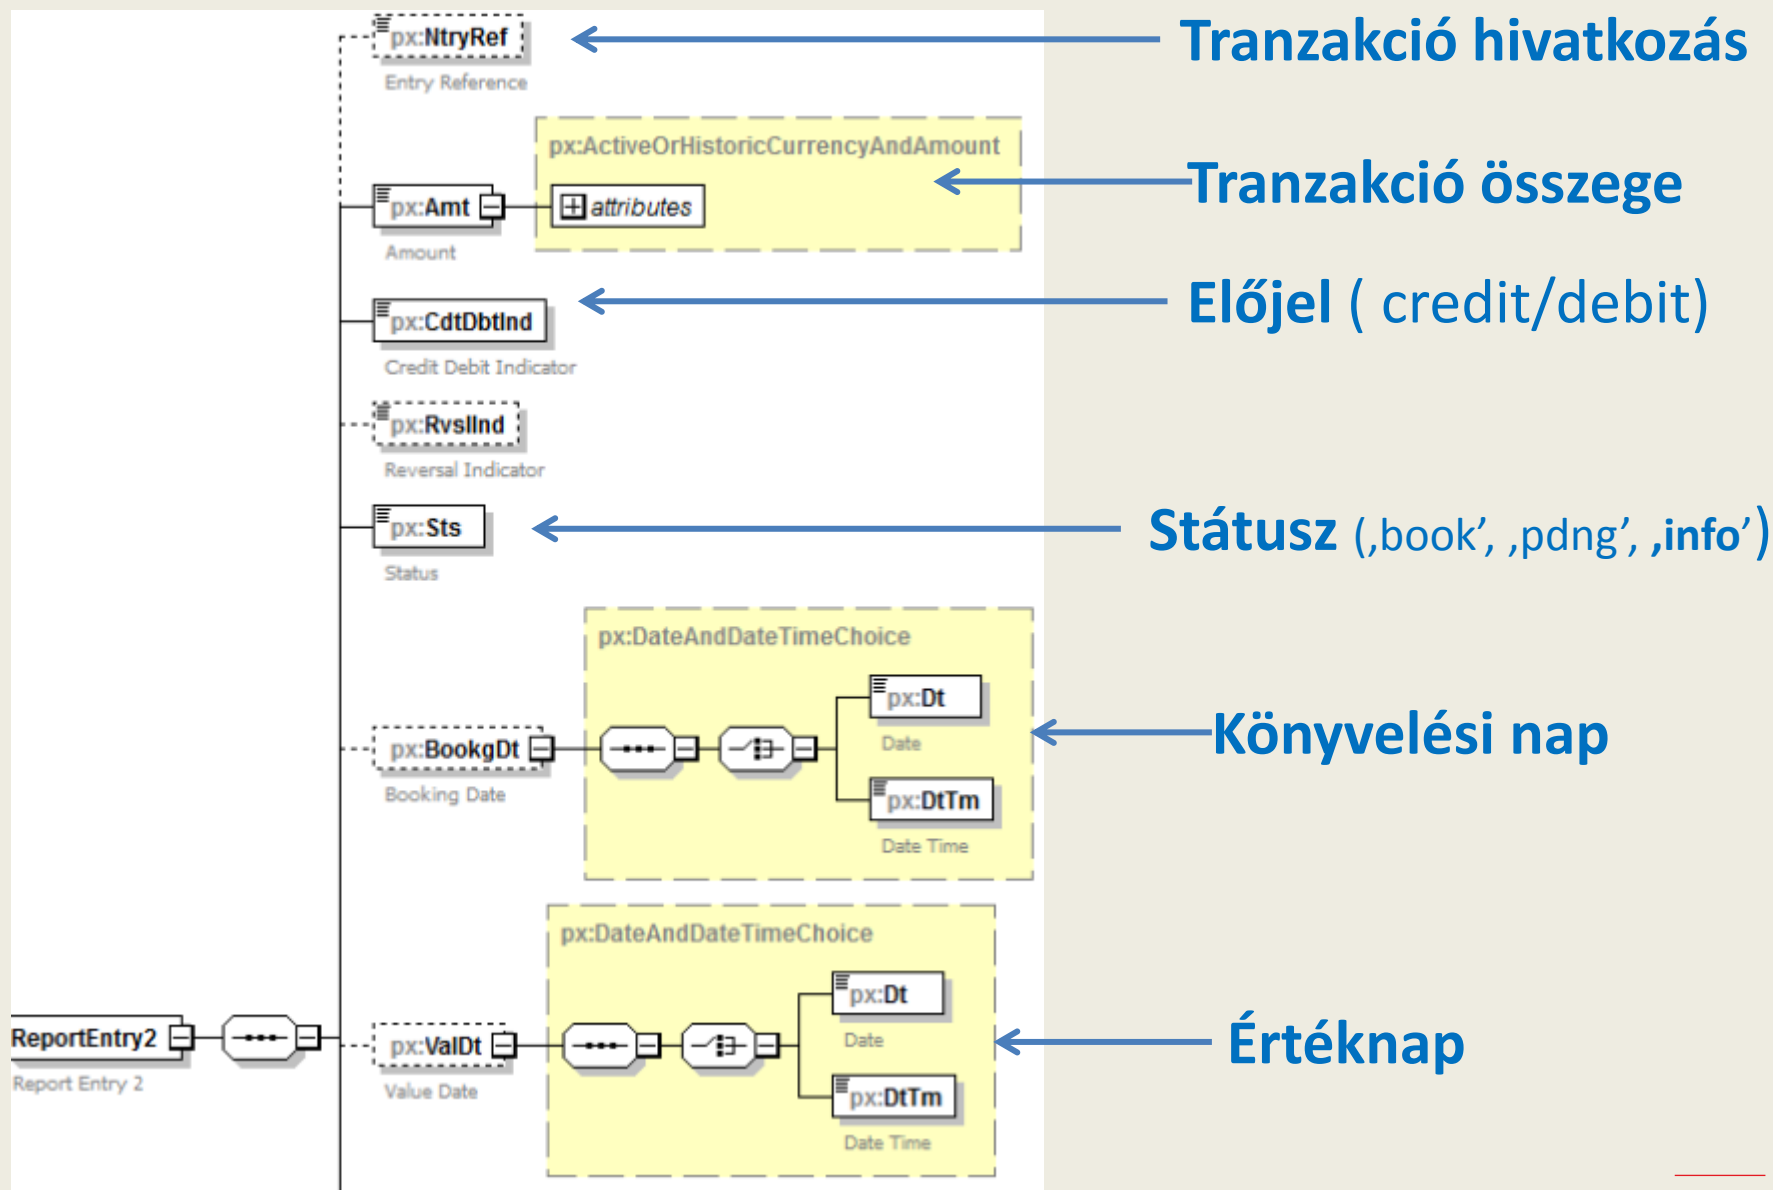 px:NtryRef
Entry Reference
Tranzakció hivatkozás
px:ActiveOrHistoricCurrencyAndAmount
px:Amt
attributes
Amount
Tranzakció összege
px:CdtDbtInd
Credit Debit Indicator
Előjel ( credit/debit)
px:RvslInd
Reversal Indicator
px:Sts
Status
Státusz (‚book’, ‚pdng’, ‚info’)
px:DateAndDateTimeChoice
px:Dt
Date
px:BookgDt
Booking Date
px:DtTm
Date Time
Könyvelési nap
px:DateAndDateTimeChoice
px:Dt
Date
ReportEntry2
Report Entry 2
px:ValDt
Value Date
px:DtTm
Date Time
Értéknap